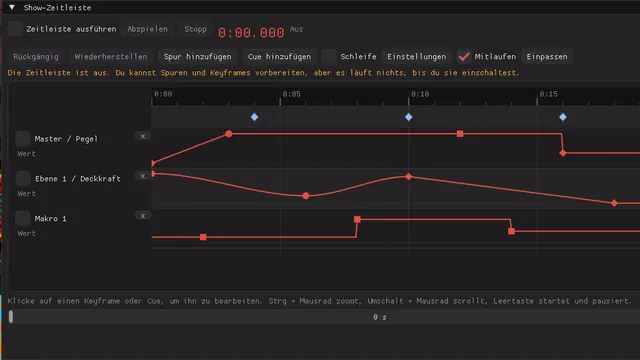 Show-Zeitleiste
Zeitleiste ausführen Abspielen Stopp 0:00.000 Aus
Rückgängig Wiederherstellen Spur hinzufügen Cue hinzufügen Schleife Einstellungen Mitlaufen Einpassen
Die Zeitleiste ist aus. Du kannst Spuren und Keyframes vorbereiten, aber es läuft nichts, bis du sie einschaltest.
0:00 0:05 0:10 0:15
Master / Pegel x
Wert
Ebene 1 / Deckkraft x
Wert
Makro 1 x
Wert
Klicke auf einen Keyframe oder Cue, um ihn zu bearbeiten. Strg + Mausrad zoomt, Umschalt + Mausrad scrollt, Leertaste startet und pausiert.
0 s